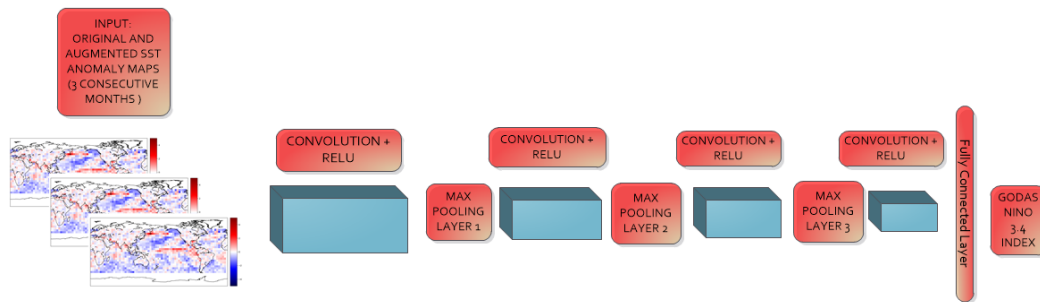 INPUT:
ORIGINAL AND
AUGMENTED SST
ANOMALY MAPS
(3 CONSECUTIVE
MONTHS )
CONVOLUTION +
RELU
MAX
POOLING
LAYER 1
CONVOLUTION +
RELU
MAX
POOLING
LAYER 2
CONVOLUTION +
RELU
MAX
POOLING
LAYER 3
CONVOLUTION +
RELU
Fully Connected Layer
GODAS
NINO
3.4
INDEX